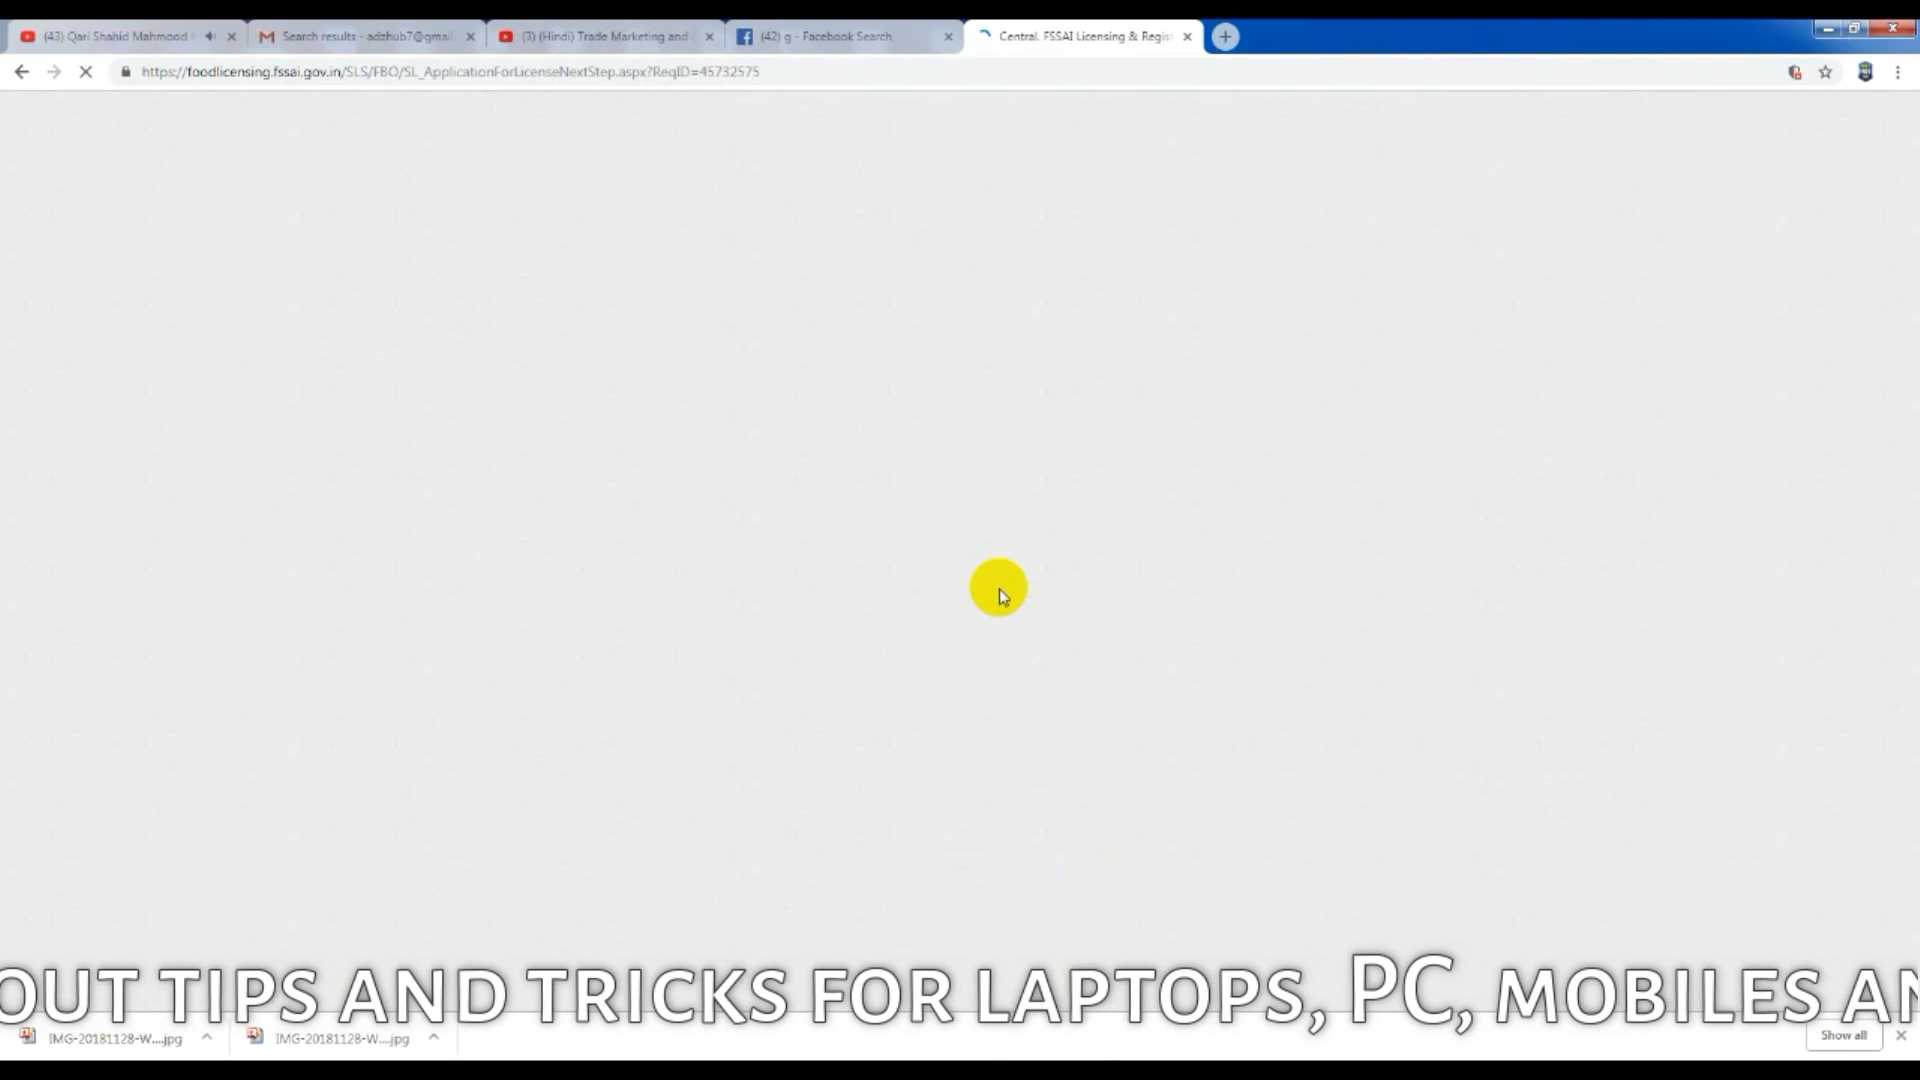 (43) Qari Shahid Mahmood
Search results - adzhub7@gmai
(3) (Hindi) Trade Marketing and
(42) g - Facebook Search
Central. FSSAI Licensing & Regis
https://foodlicensing.fssai.gov.in/SLS/FBO/SL_ApplicationForLicenseNextStep.aspx?ReqID=45732575
OUT TIPS AND TRICKS FOR LAPTOPS, PC, MOBILES AN
IMG-20181128-W....jpg
IMG-20181128-W....jpg
Show all